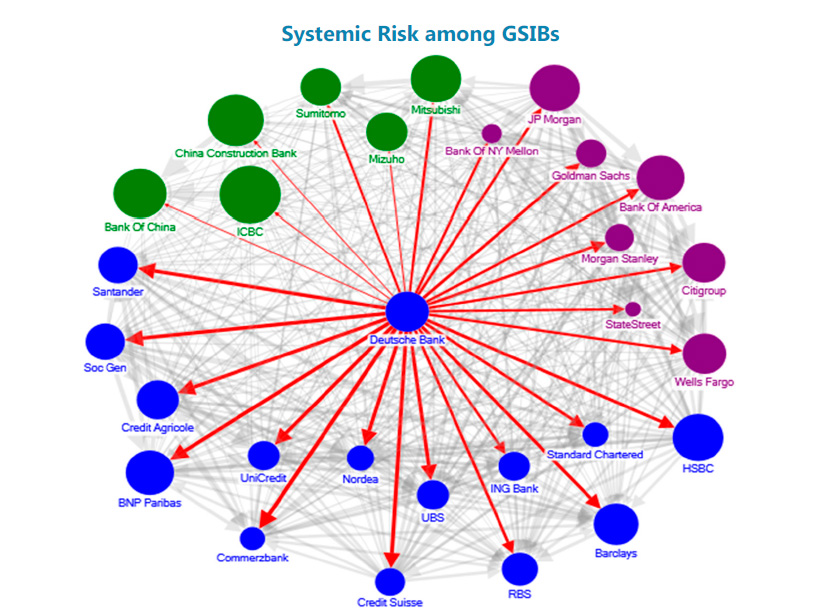 Systemic Risk among GSIBs
Sumitomo
Mitsubishi
JP Morgan
China Construction Bank
Mizuho
Bank Of NY Mellon
Goldman Sachs
Bank Of China
ICBC
Bank Of America
Morgan Stanley
Santander
Citigroup
StateStreet
Deutsche Bank
Soc Gen
Wells Fargo
Credit Agricole
Standard Chartered
HSBC
UniCredit
Nordea
ING Bank
BNP Paribas
UBS
Commerzbank
Barclays
Credit Suisse
RBS